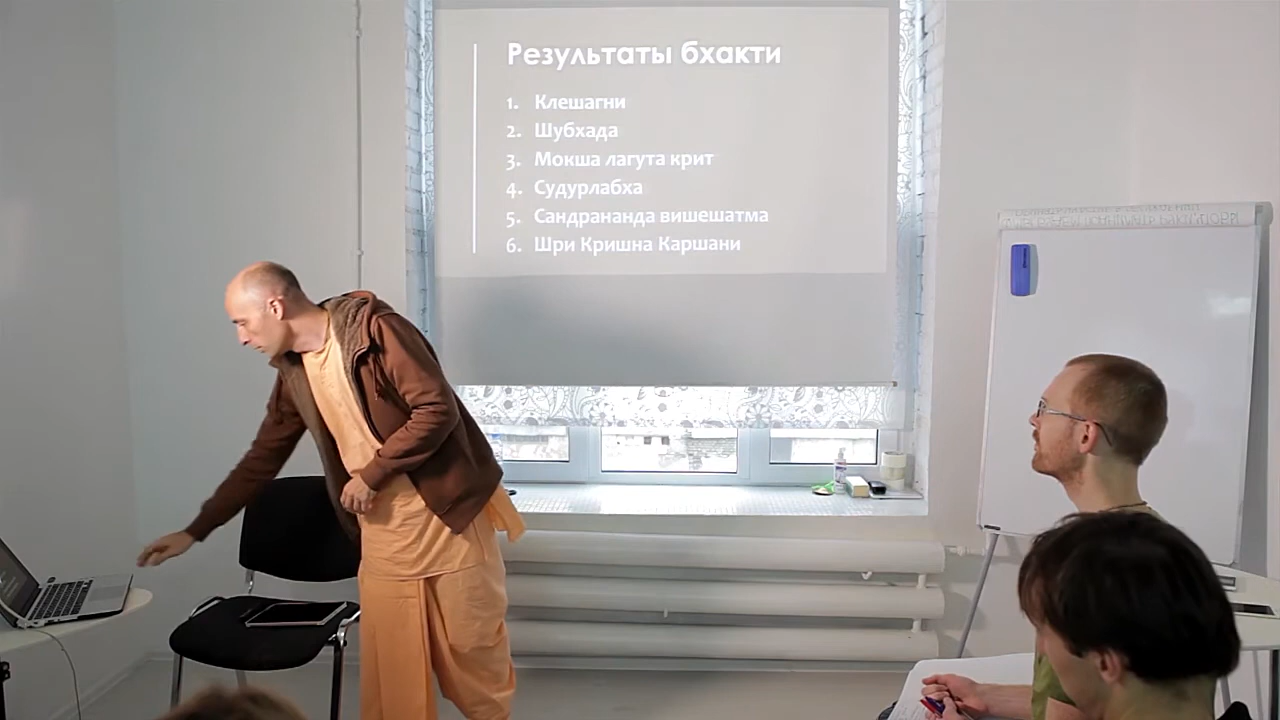 Результаты бхакти
1. Клешагни
2. Шубхада
3. Мокша лагута крит
4. Судурлабха
5. Сандрананда вишешатма
6. Шри Кришна Каршани